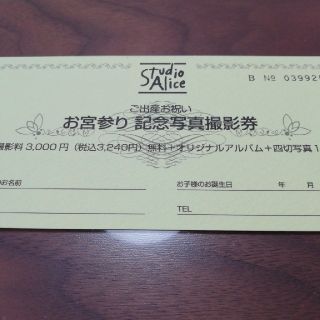 Studio
Alice
B No 03992
ご出産お祝い
お宮参り 記念写真撮影券
撮影料3,000円(税込3,240円)無料+オリジナルアルバム+四切写真1
お名前
お子様のお誕生日 年 月
TEL